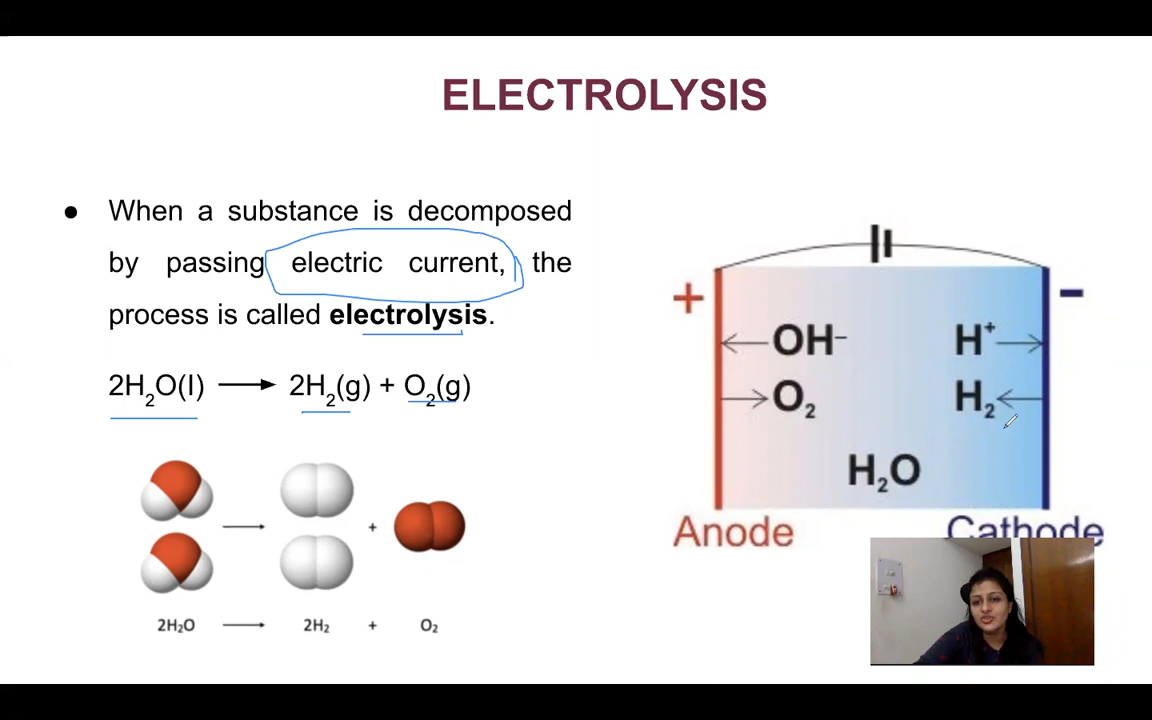 ELECTROLYSIS
● When a substance is decomposed
by passing electric current, the
process is called electrolysis.
2H₂O(l) ⟶ 2H₂(g) + O₂(g)
2H₂O ⟶ 2H₂ + O₂
+ −
OH⁻ H⁺
O₂ H₂
H₂O
Anode Cathode